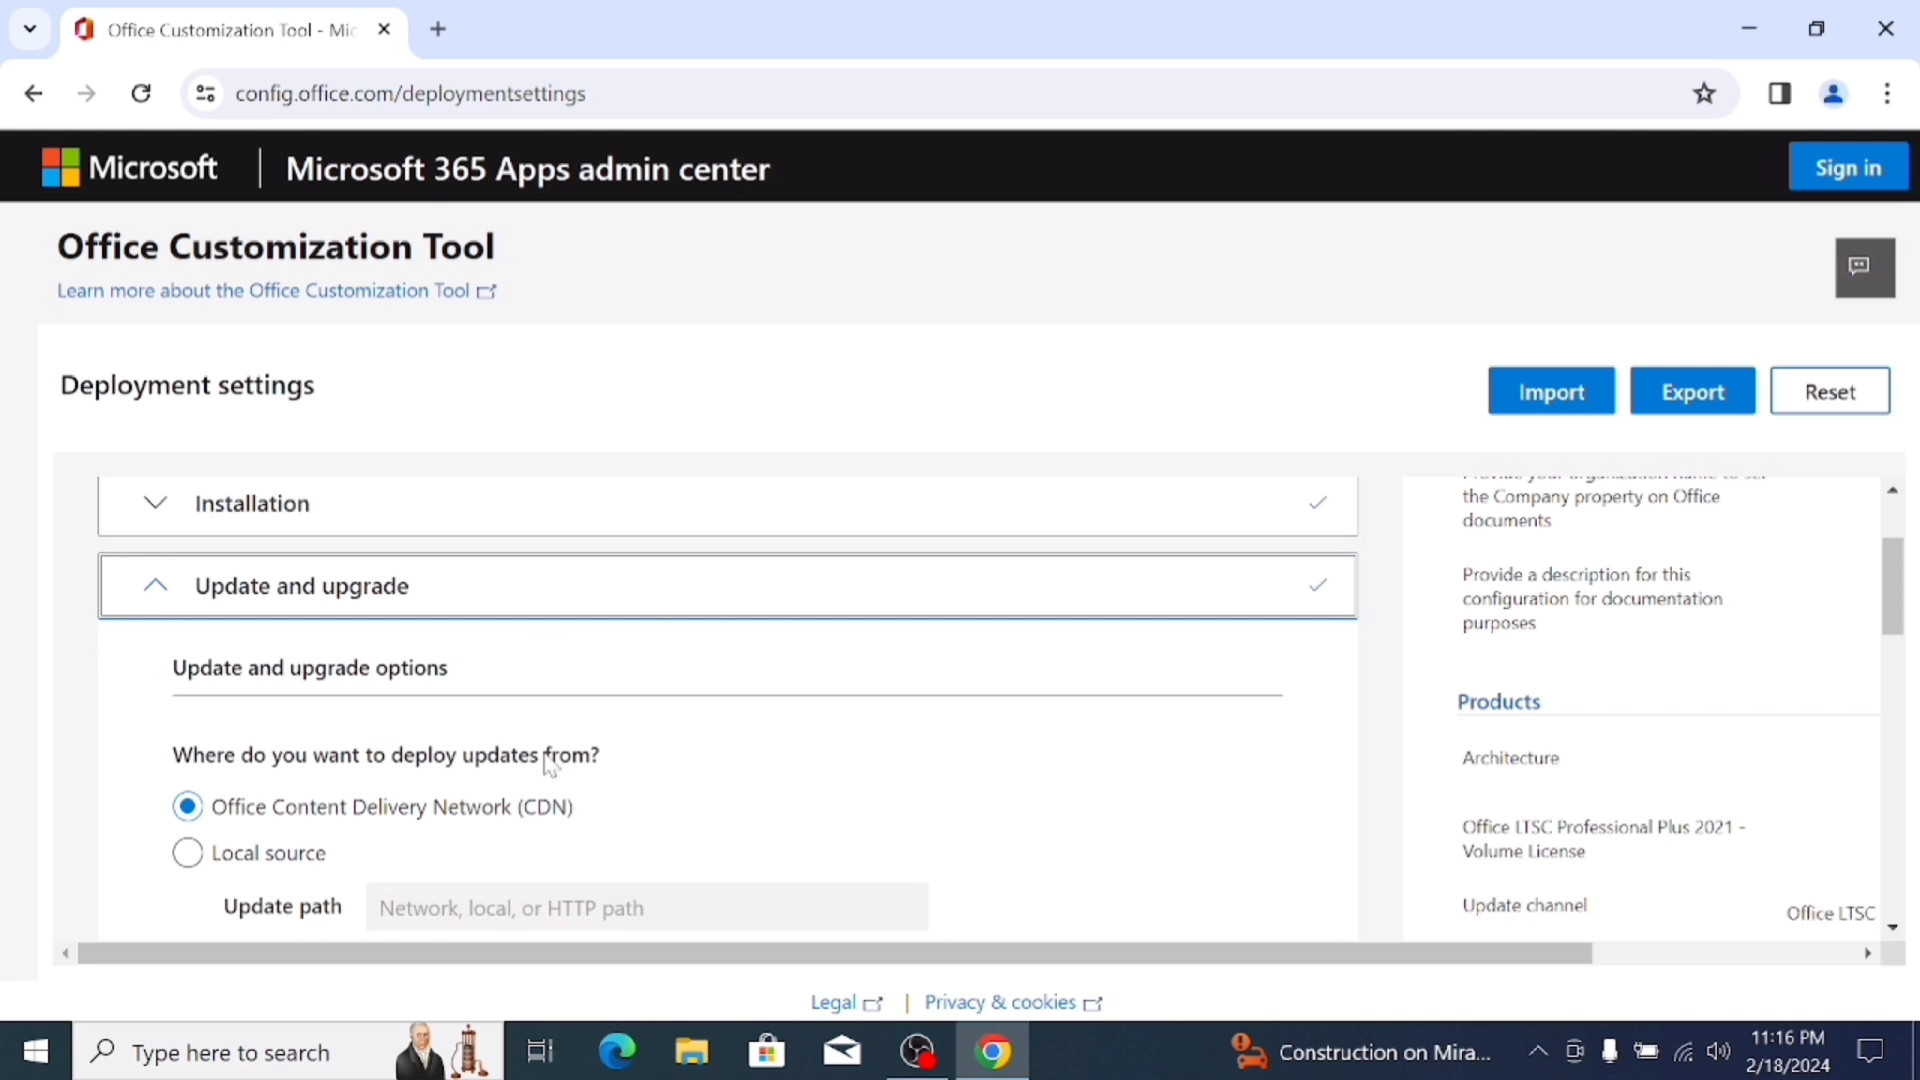 Office Customization Tool - Mic
config.office.com/deploymentsettings
Microsoft | Microsoft 365 Apps admin center
Sign in
Office Customization Tool
Learn more about the Office Customization Tool
Deployment settings
Import
Export
Reset
Installation
Update and upgrade
Update and upgrade options
Where do you want to deploy updates from?
Office Content Delivery Network (CDN)
Local source
Update path
Network, local, or HTTP path
the Company property on Office
documents
Provide a description for this
configuration for documentation
purposes
Products
Architecture
Office LTSC Professional Plus 2021 -
Volume License
Update channel
Office LTSC
Legal | Privacy & cookies
Type here to search
Construction on Mira...
11:16 PM
2/18/2024